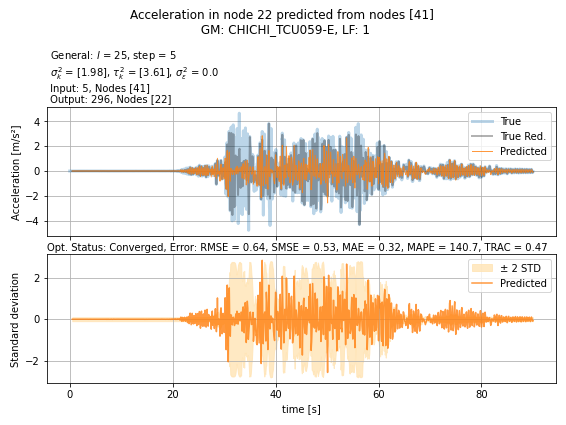 Acceleration in node 22 predicted from nodes [41]
GM: CHICHI_TCU059-E, LF: 1
General: l = 25, step = 5
σ²ₖ = [1.98], τ²ₖ = [3.61], σ²ε = 0.0
Input: 5, Nodes [41]
Output: 296, Nodes [22]
Acceleration [m/s²]
4
2
0
−2
−4
True
True Red.
Predicted
Opt. Status: Converged, Error: RMSE = 0.64, SMSE = 0.53, MAE = 0.32, MAPE = 140.7, TRAC = 0.47
Standard deviation
2
0
−2
± 2 STD
Predicted
0 20 40 60 80
time [s]